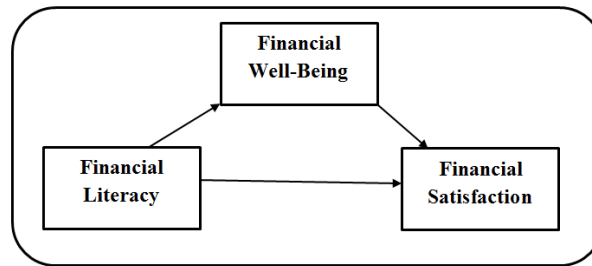 Financial
Well-Being
Financial
Literacy
Financial
Satisfaction